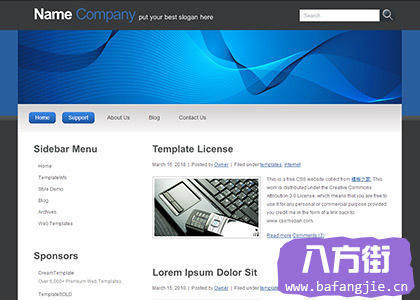 Name Company put your best slogan here
Search
Home Support About Us Blog Contact Us
Sidebar Menu
Home
TemplateInfo
Style Demo
Blog
Archives
Web Templates
Sponsors
DreamTemplate
Over 6,000+ Premium Web Templates
TemplateSOLD
Template License
March 15, 2010 | Posted by Owner | Filed under templates, internet
This is a free CSS website collect from 模板之家. This
work is distributed under the Creative Commons
Attribution 3.0 License, which means that you are free to
use it for any personal or commercial purpose provided
you credit me in the form of a link back to
www.cssmoban.com.
Read more Comments (3)
Lorem Ipsum Dolor Sit
March 15, 2010 | Posted by Owner | Filed under templates, internet
八方街
www.bafangjie.cn